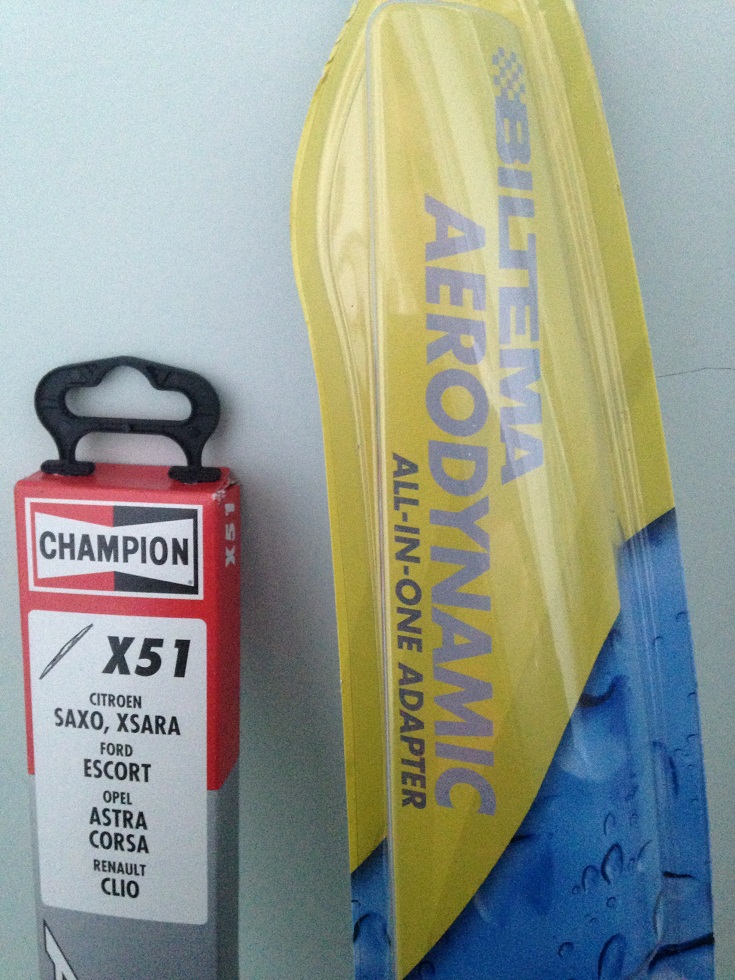 CHAMPION
X51
X51
CITROEN
SAXO, XSARA
FORD
ESCORT
OPEL
ASTRA
CORSA
RENAULT
CLIO
BILTEMA
AERODYNAMIC
ALL-IN-ONE ADAPTER